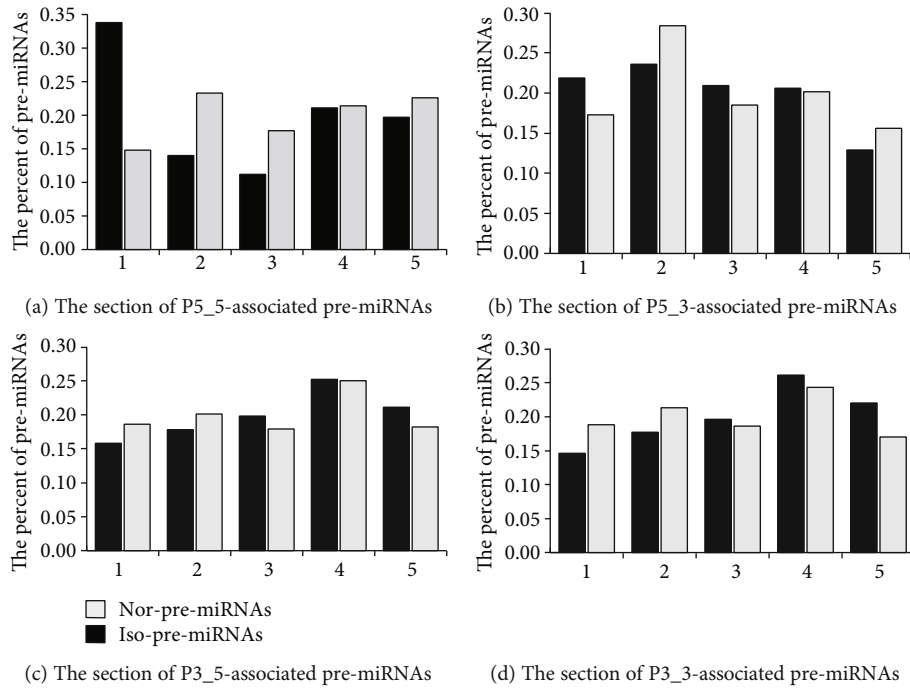 The percent of pre-miRNAs
0.35
0.30
0.25
0.20
0.15
0.10
0.05
0.00
1 2 3 4 5
(a) The section of P5_5-associated pre-miRNAs
The percent of pre-miRNAs
0.30
0.25
0.20
0.15
0.10
0.05
0.00
1 2 3 4 5
(b) The section of P5_3-associated pre-miRNAs
The percent of pre-miRNAs
0.30
0.25
0.20
0.15
0.10
0.05
0.00
1 2 3 4 5
Nor-pre-miRNAs
Iso-pre-miRNAs
(c) The section of P3_5-associated pre-miRNAs
The percent of pre-miRNAs
0.30
0.25
0.20
0.15
0.10
0.05
0.00
1 2 3 4 5
(d) The section of P3_3-associated pre-miRNAs